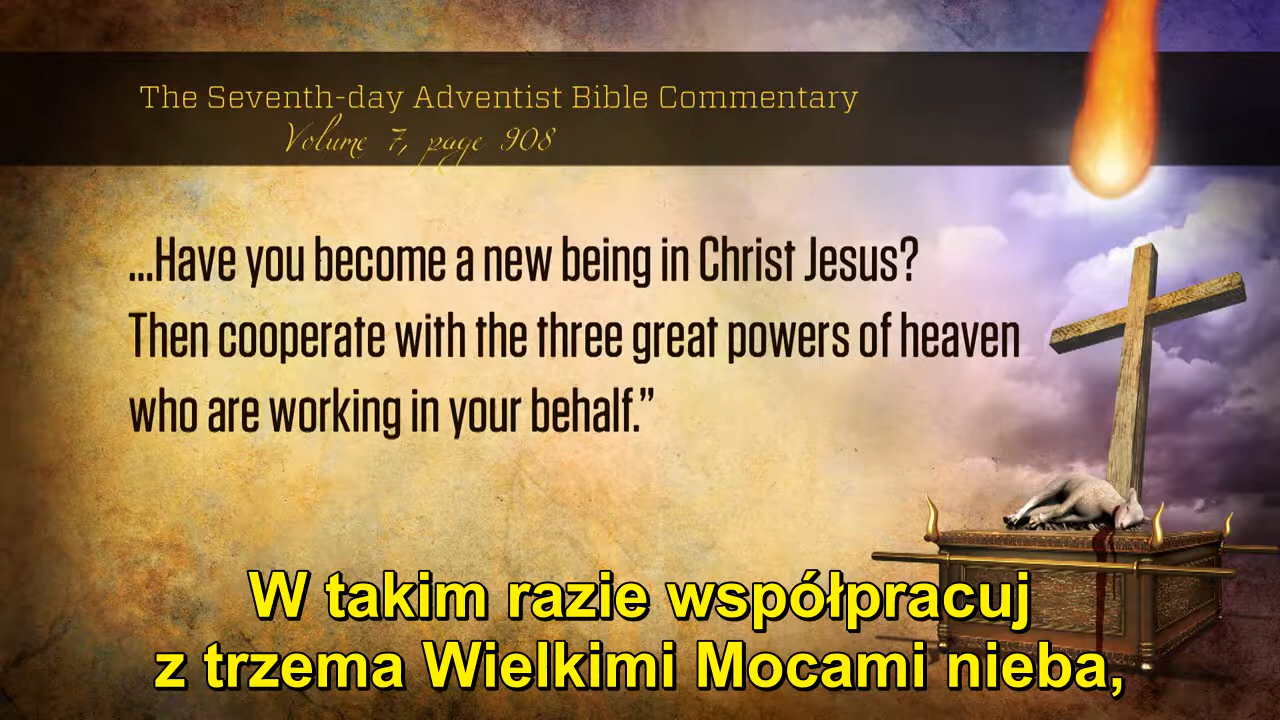 The Seventh-day Adventist Bible Commentary
Volume 7, page 908
...Have you become a new being in Christ Jesus?
Then cooperate with the three great powers of heaven
who are working in your behalf.”
W takim razie współpracuj
z trzema Wielkimi Mocami nieba,